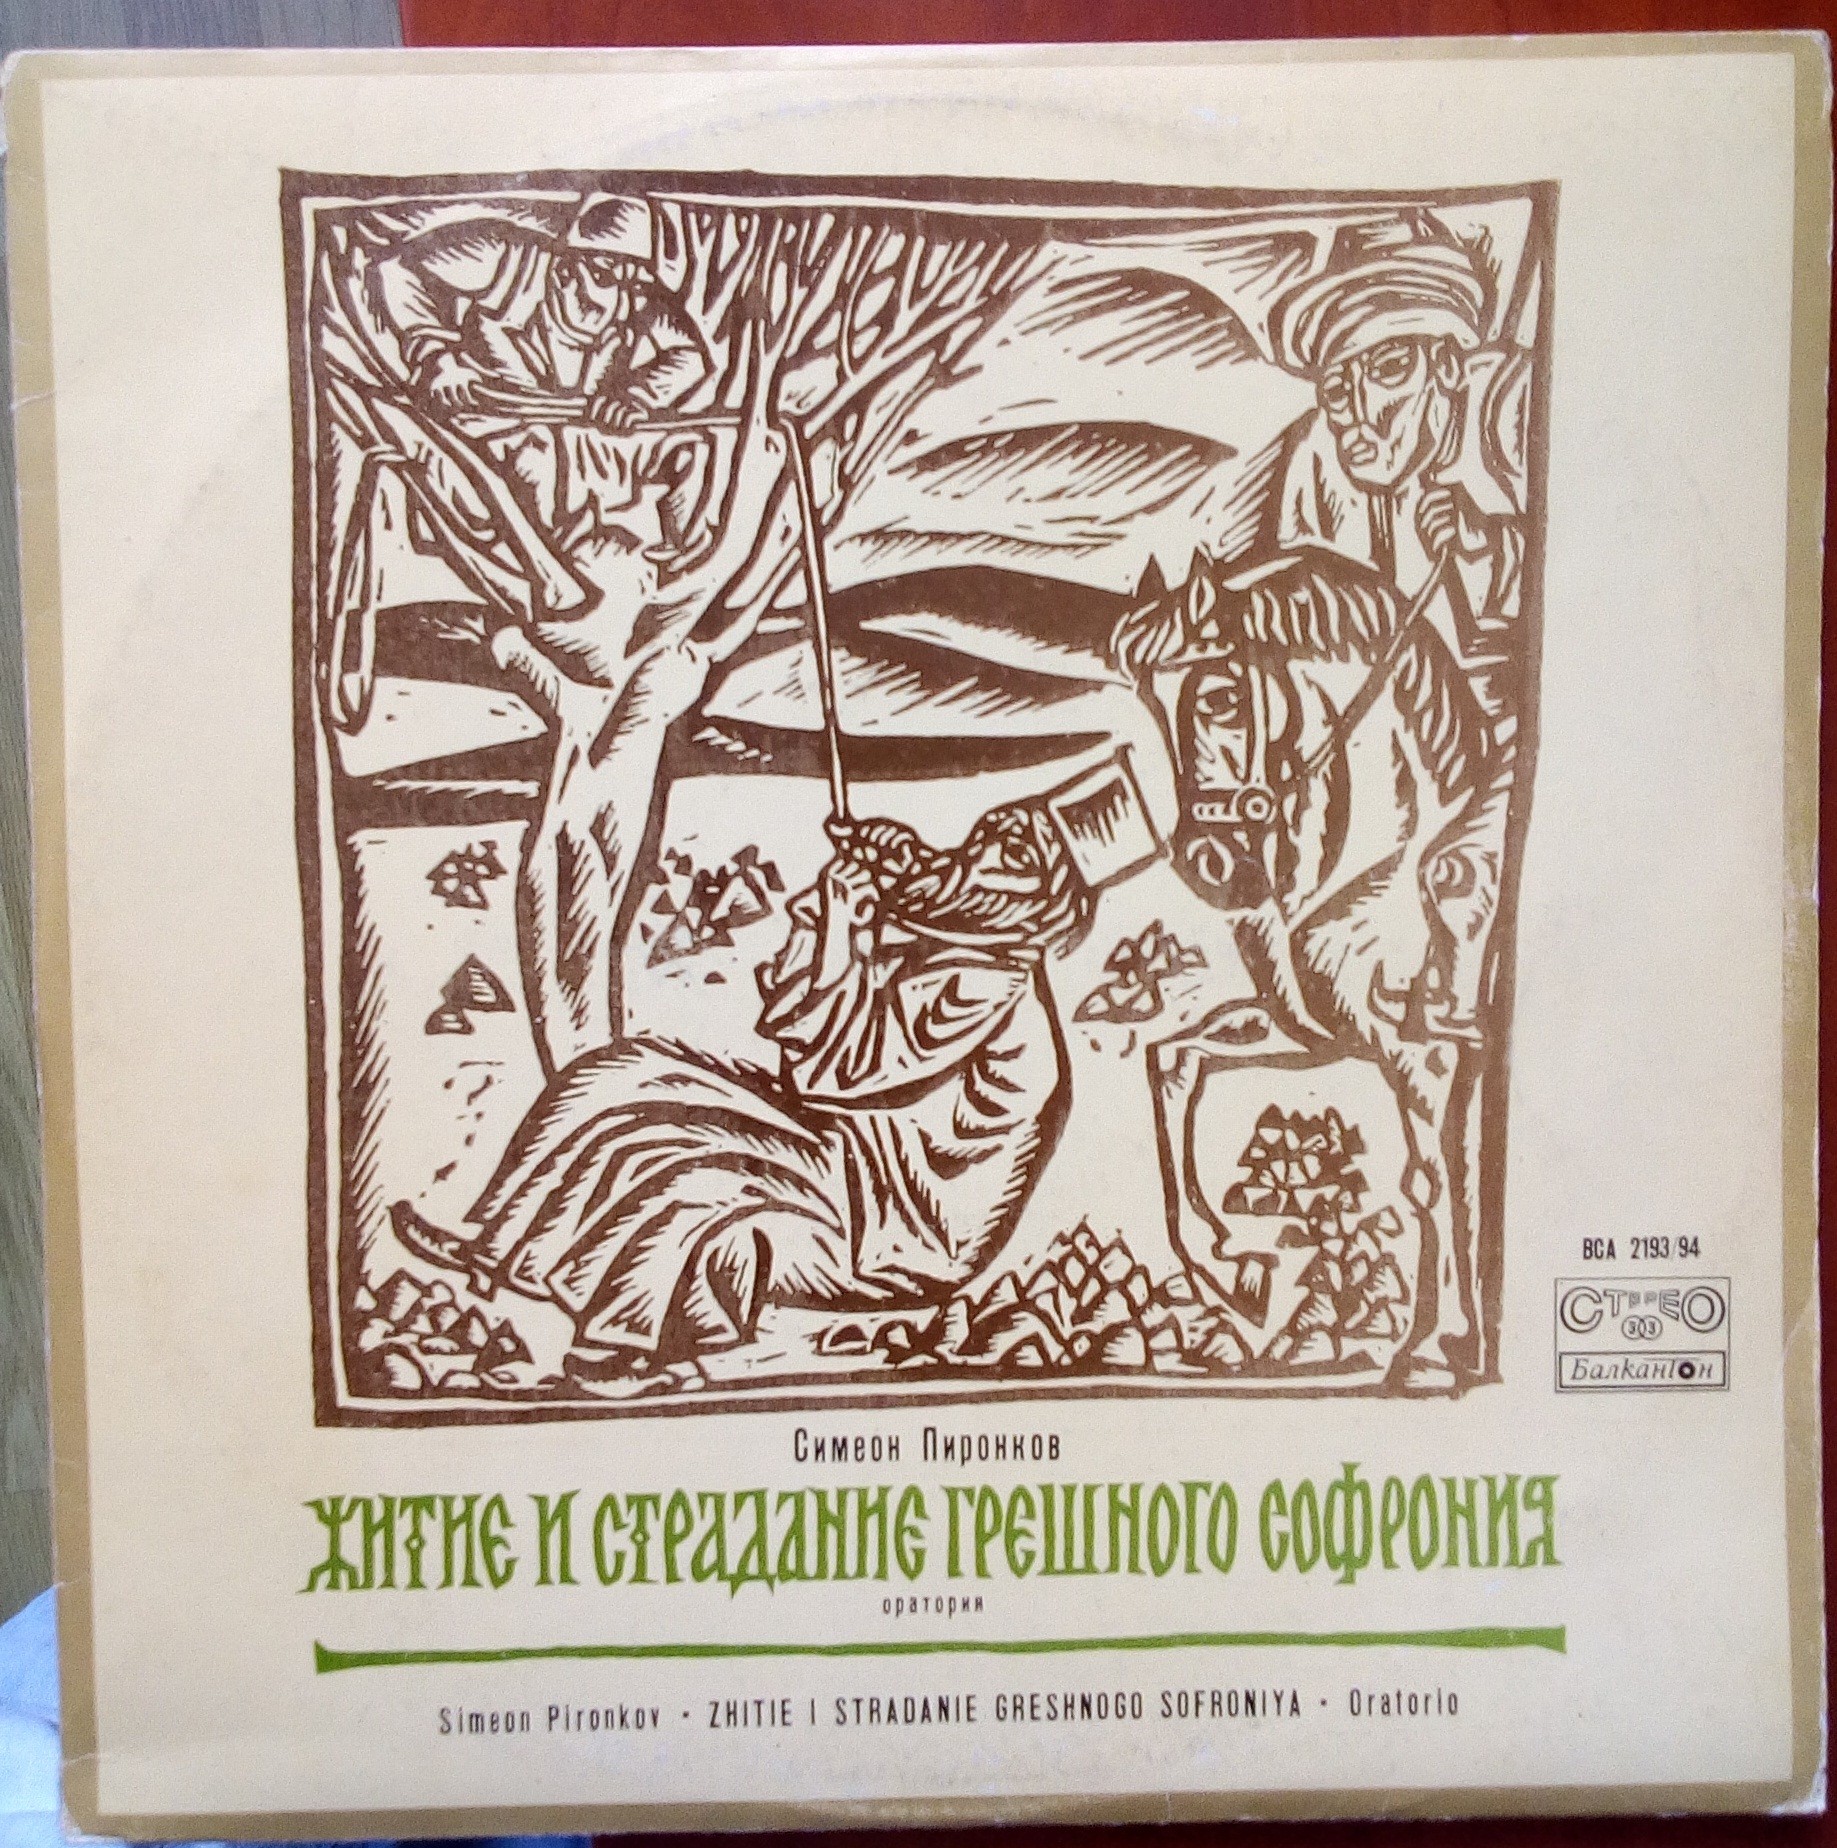 ВСА 2193/94
СТЕРЕО
33
Балкантон
Симеон Пиронков
ЖИТИЕ И СТРАДАНИЕ ГРЕШНОГО СОФРОНИЯ
оратория
Simeon Pironkov · ZHITIE I STRADANIE GRESHNOGO SOFRONIYA · Oratorio